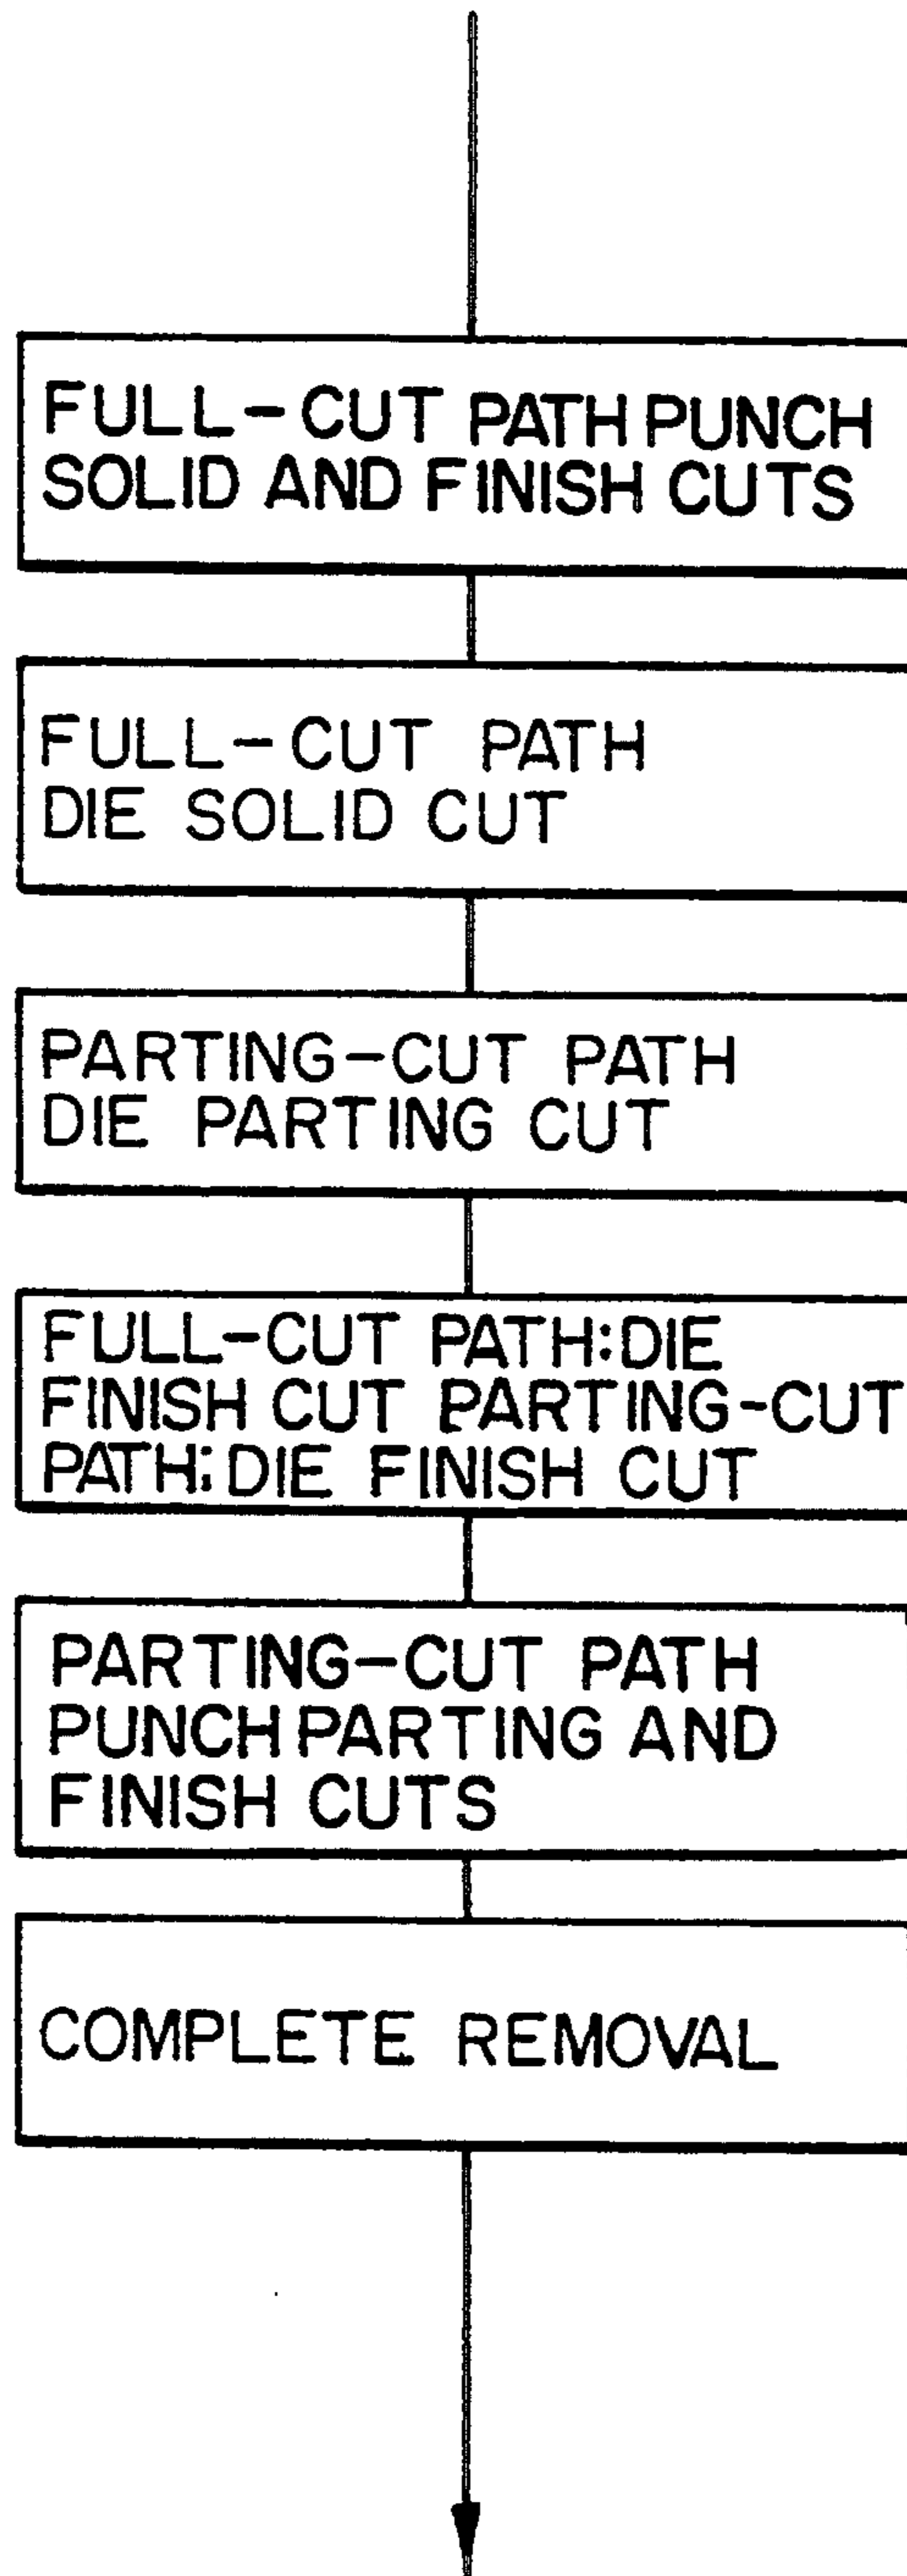 FULL-CUT PATH PUNCH
SOLID AND FINISH CUTS
FULL-CUT PATH
DIE SOLID CUT
PARTING-CUT PATH
DIE PARTING CUT
FULL-CUT PATH:DIE
FINISH CUT PARTING-CUT
PATH:DIE FINISH CUT
PARTING-CUT PATH
PUNCH PARTING AND
FINISH CUTS
COMPLETE REMOVAL